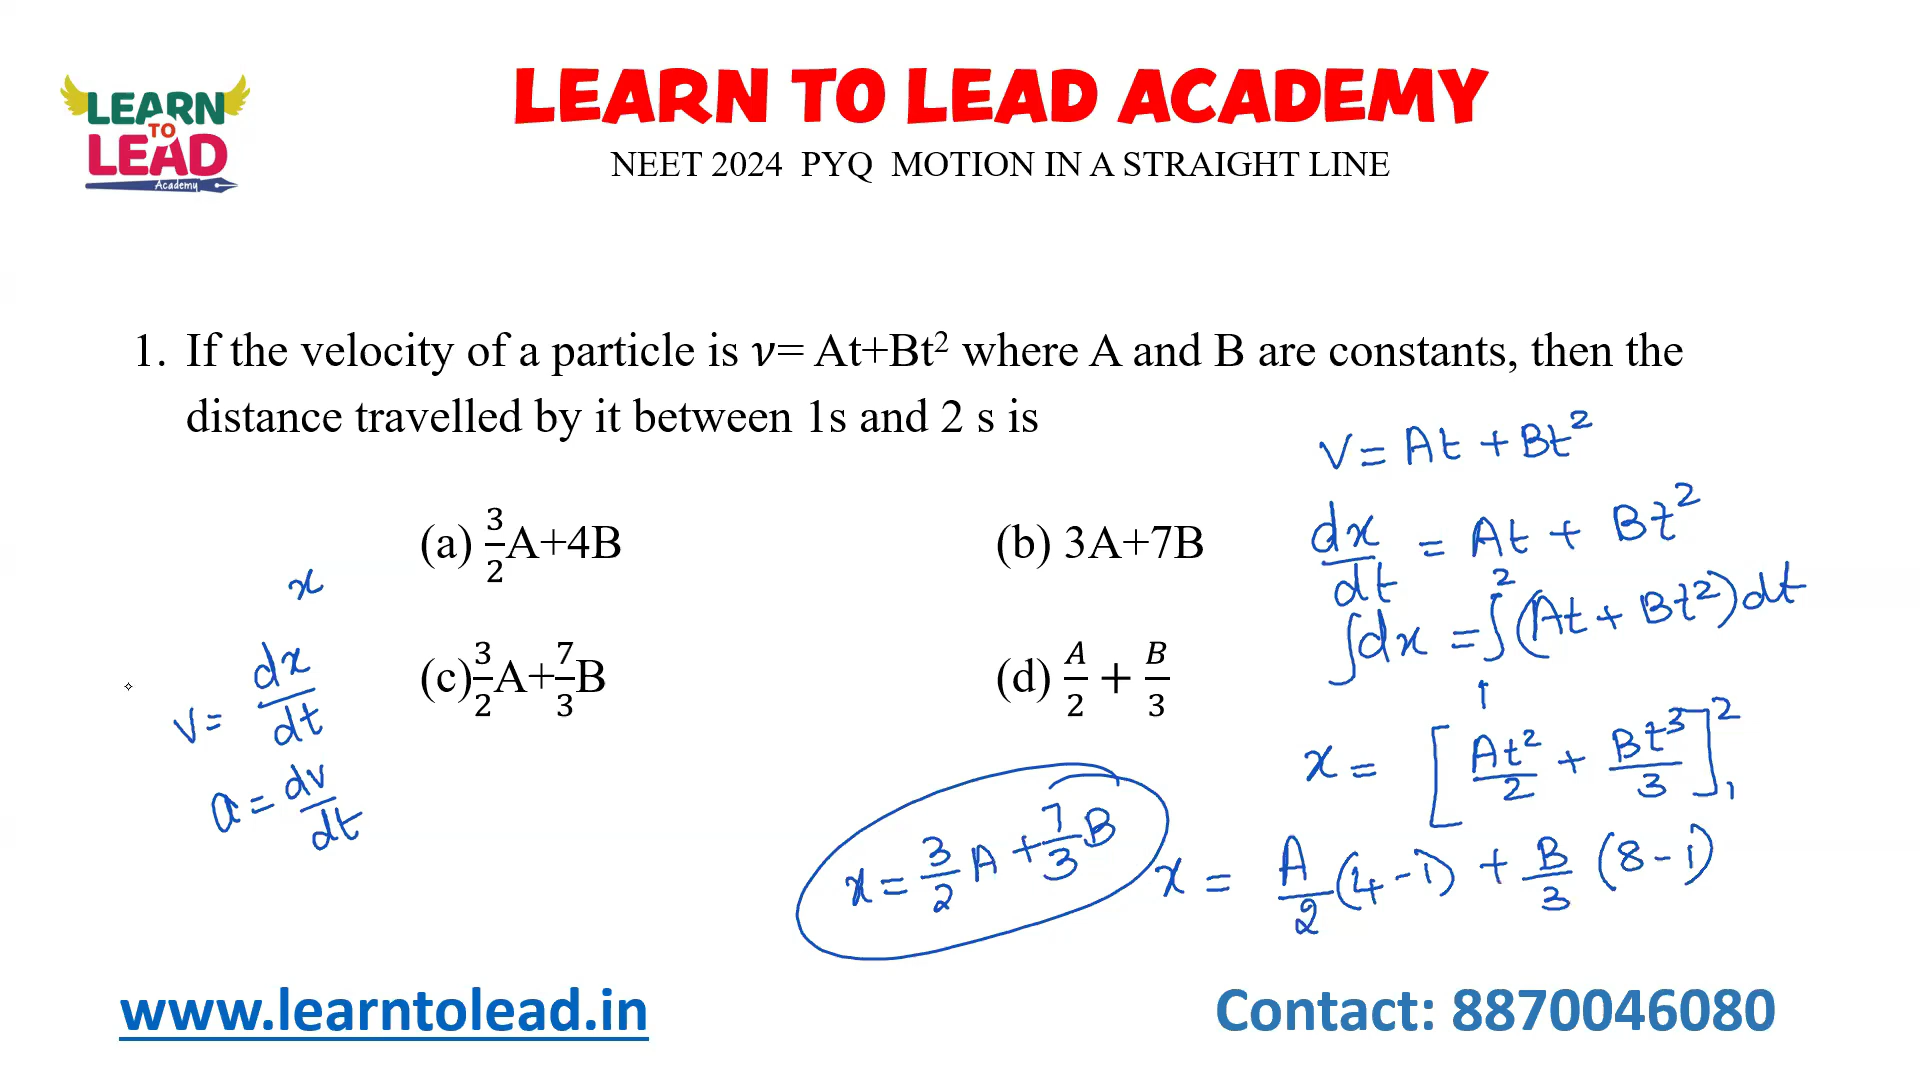 LEARN
TO
LEAD
Academy
LEARN TO LEAD ACADEMY
NEET 2024 PYQ MOTION IN A STRAIGHT LINE
1. If the velocity of a particle is v= At+Bt² where A and B are constants, then the
distance travelled by it between 1s and 2 s is
(a) 3/2 A+4B
(b) 3A+7B
(c) 3/2 A+ 7/3 B
(d) A/2 + B/3
x
v = dx/dt
a = dv/dt
V = At + Bt²
dx/dt = At + Bt²
∫dx = ∫₁² (At + Bt²) dt
x = [At²/2 + Bt³/3]₁²
x = A/2 (4-1) + B/3 (8-1)
x = 3/2 A + 7/3 B
www.learntolead.in
Contact: 8870046080